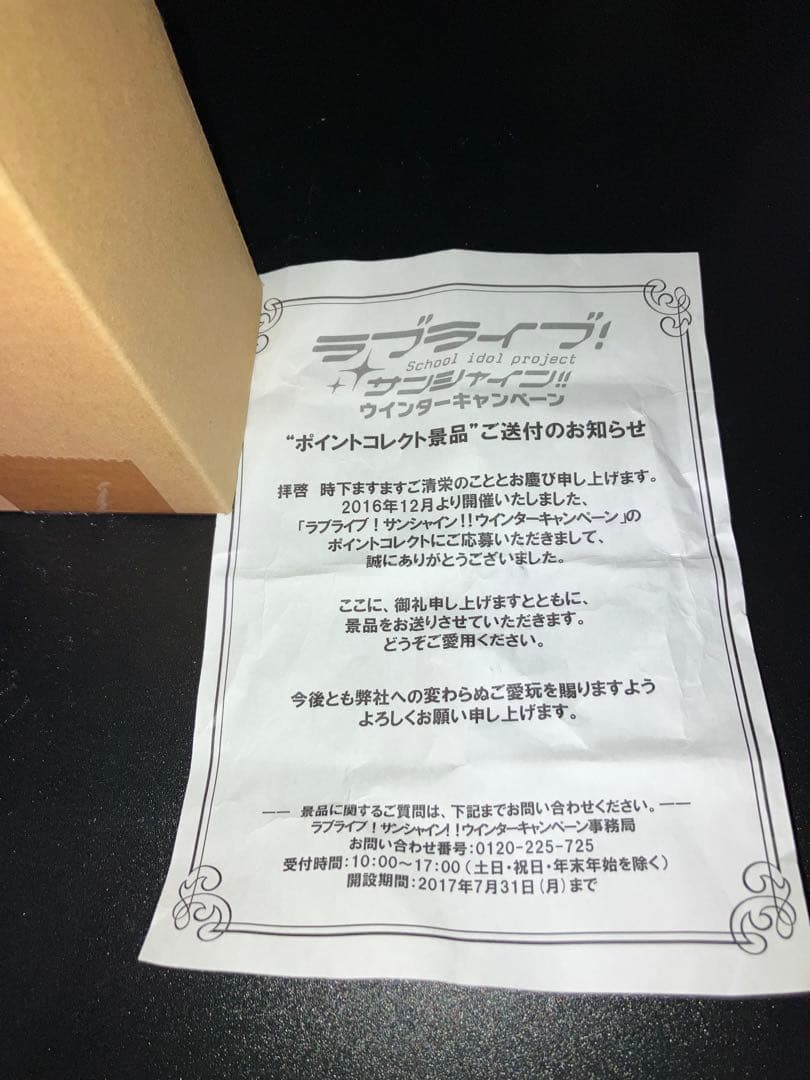 ラブライブ!
School idol project
サンシャイン!!
ウインターキャンペーン
“ポイントコレクト景品”ご送付のお知らせ
拝啓　時下ますますご清栄のこととお慶び申し上げます。
2016年12月より開催いたしました、
「ラブライブ！サンシャイン！！ウインターキャンペーン」の
ポイントコレクトにご応募いただきまして、
誠にありがとうございました。
ここに、御礼申し上げますとともに、
景品をお送りさせていただきます。
どうぞご愛用ください。
今後とも弊社への変わらぬご愛玩を賜りますよう
よろしくお願い申し上げます。
―― 景品に関するご質問は、下記までお問い合わせください。――
ラブライブ！サンシャイン！！ウインターキャンペーン事務局
お問い合わせ番号：0120-225-725
受付時間：10:00～17:00（土日・祝日・年末年始を除く）
開設期間：2017年7月31日（月）まで